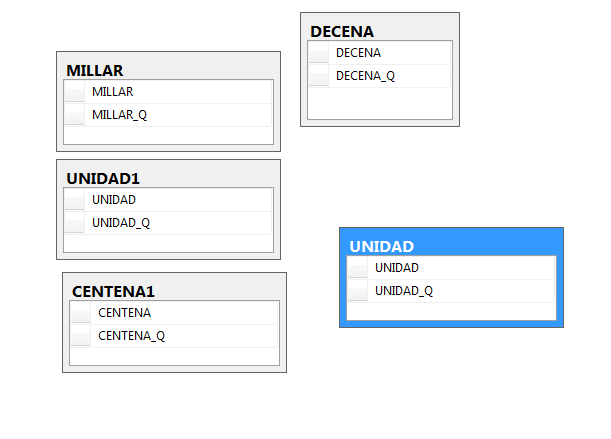 DECENA
DECENA
DECENA_Q
MILLAR
MILLAR
MILLAR_Q
UNIDAD1
UNIDAD
UNIDAD_Q
UNIDAD
UNIDAD
UNIDAD_Q
CENTENA1
CENTENA
CENTENA_Q